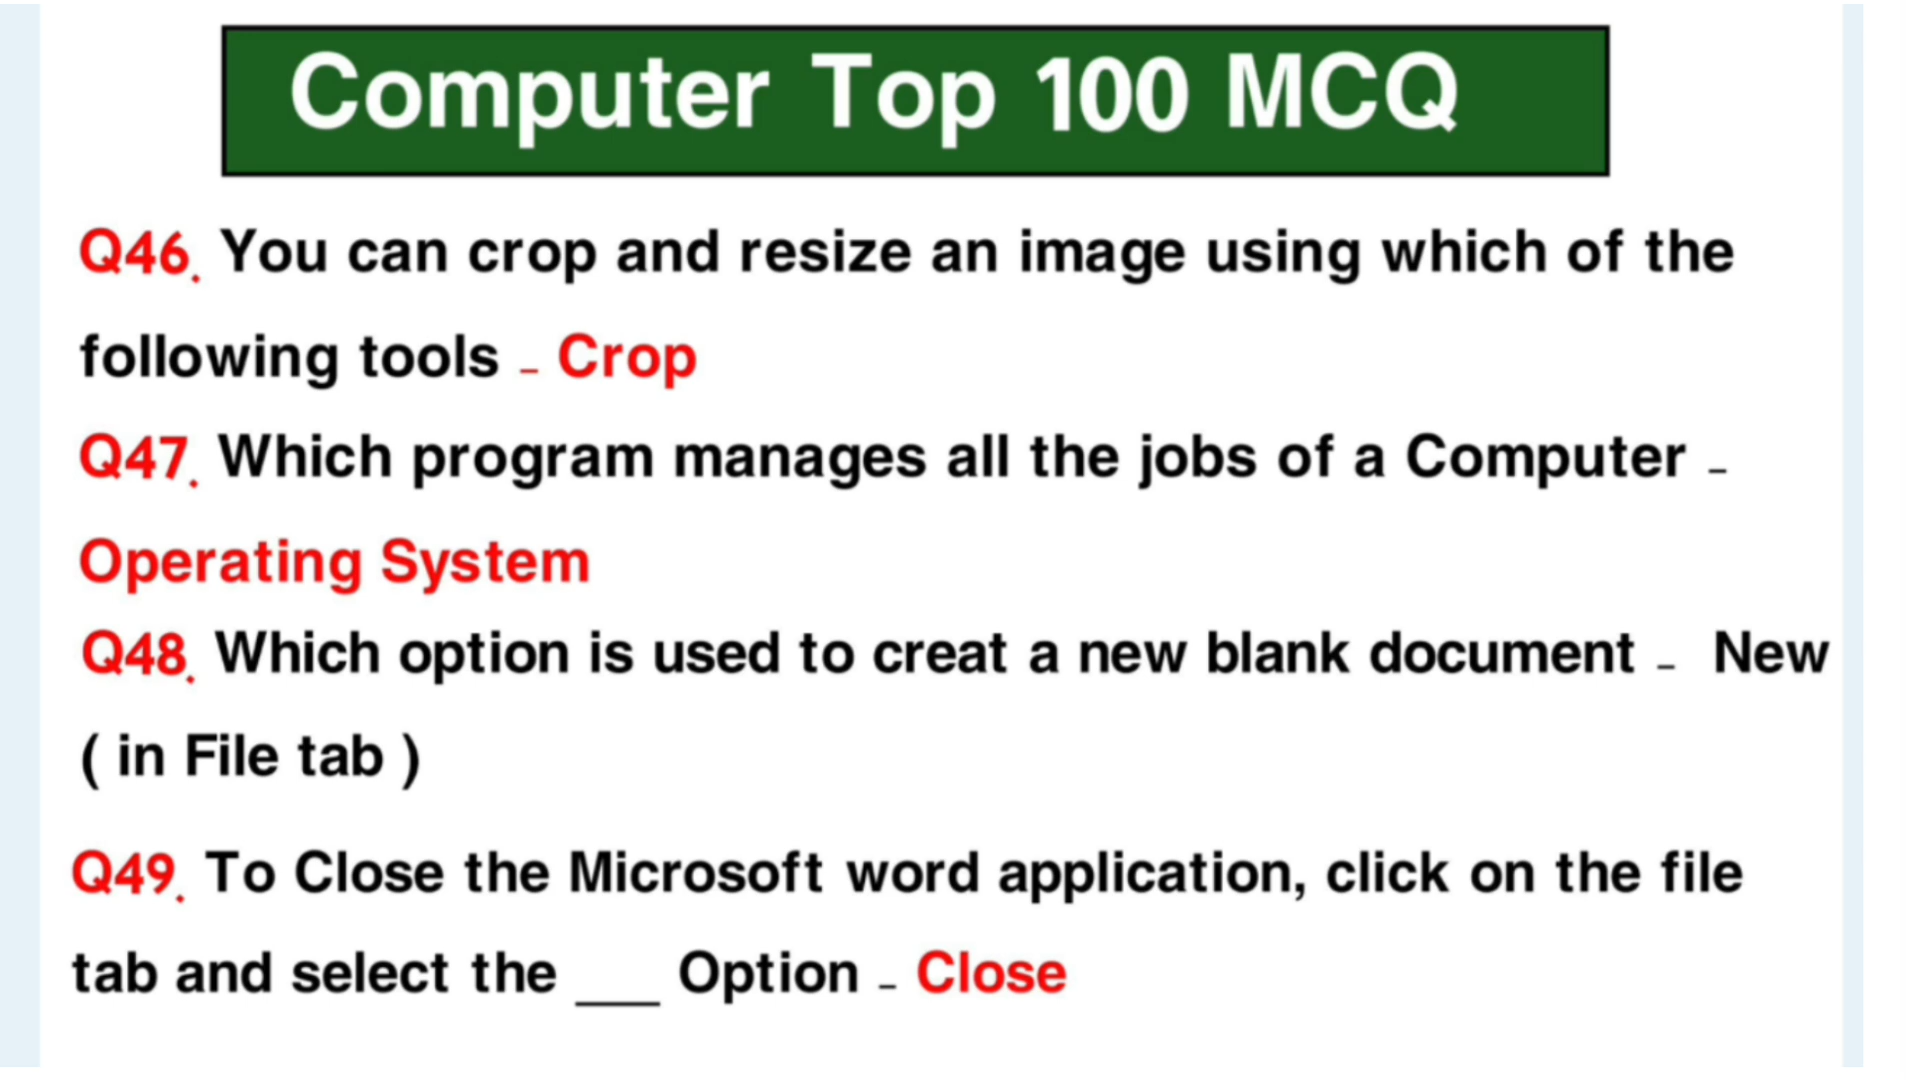 Computer Top 100 MCQ
Q46. You can crop and resize an image using which of the
following tools - Crop
Q47. Which program manages all the jobs of a Computer -
Operating System
Q48. Which option is used to creat a new blank document - New
( in File tab )
Q49. To Close the Microsoft word application, click on the file
tab and select the ___ Option - Close